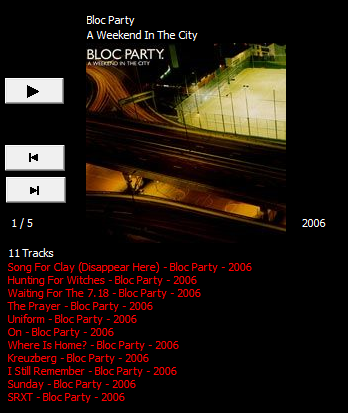 Bloc Party
A Weekend In The City
BLOC PARTY.
A WEEKEND IN THE CITY
1 / 5
2006
11 Tracks
Song For Clay (Disappear Here) - Bloc Party - 2006
Hunting For Witches - Bloc Party - 2006
Waiting For The 7.18 - Bloc Party - 2006
The Prayer - Bloc Party - 2006
Uniform - Bloc Party - 2006
On - Bloc Party - 2006
Where Is Home? - Bloc Party - 2006
Kreuzberg - Bloc Party - 2006
I Still Remember - Bloc Party - 2006
Sunday - Bloc Party - 2006
SRXT - Bloc Party - 2006